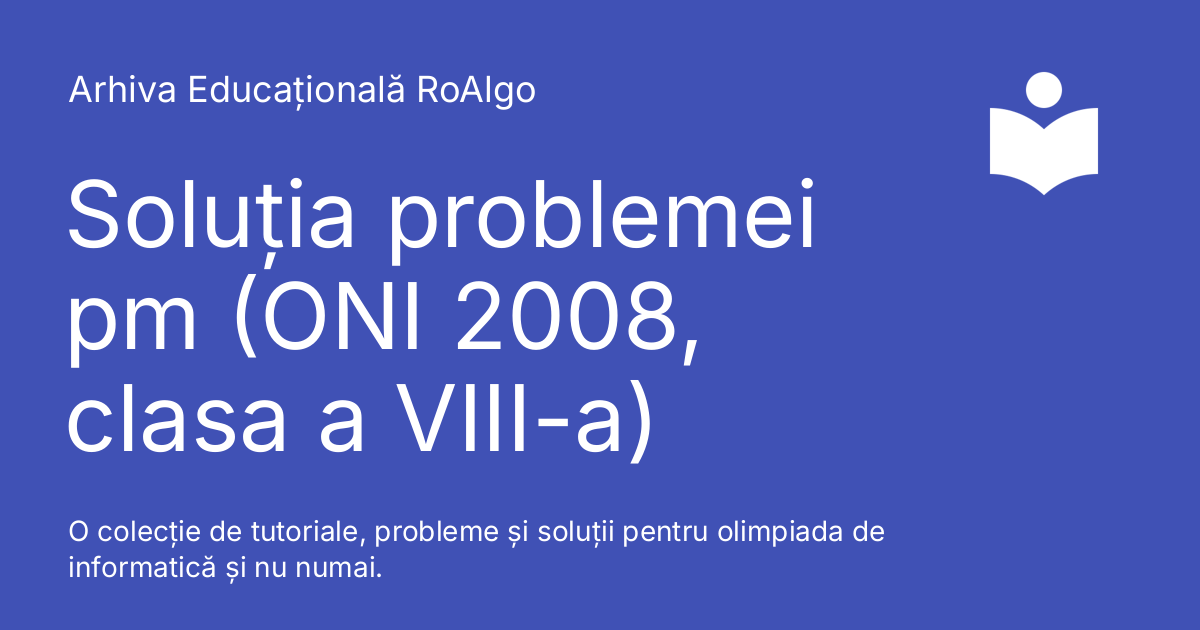 Arhiva Educațională RoAlgo
Soluția problemei
pm (ONI 2008,
clasa a VIII-a)
O colecție de tutoriale, probleme și soluții pentru olimpiada de
informatică și nu numai.